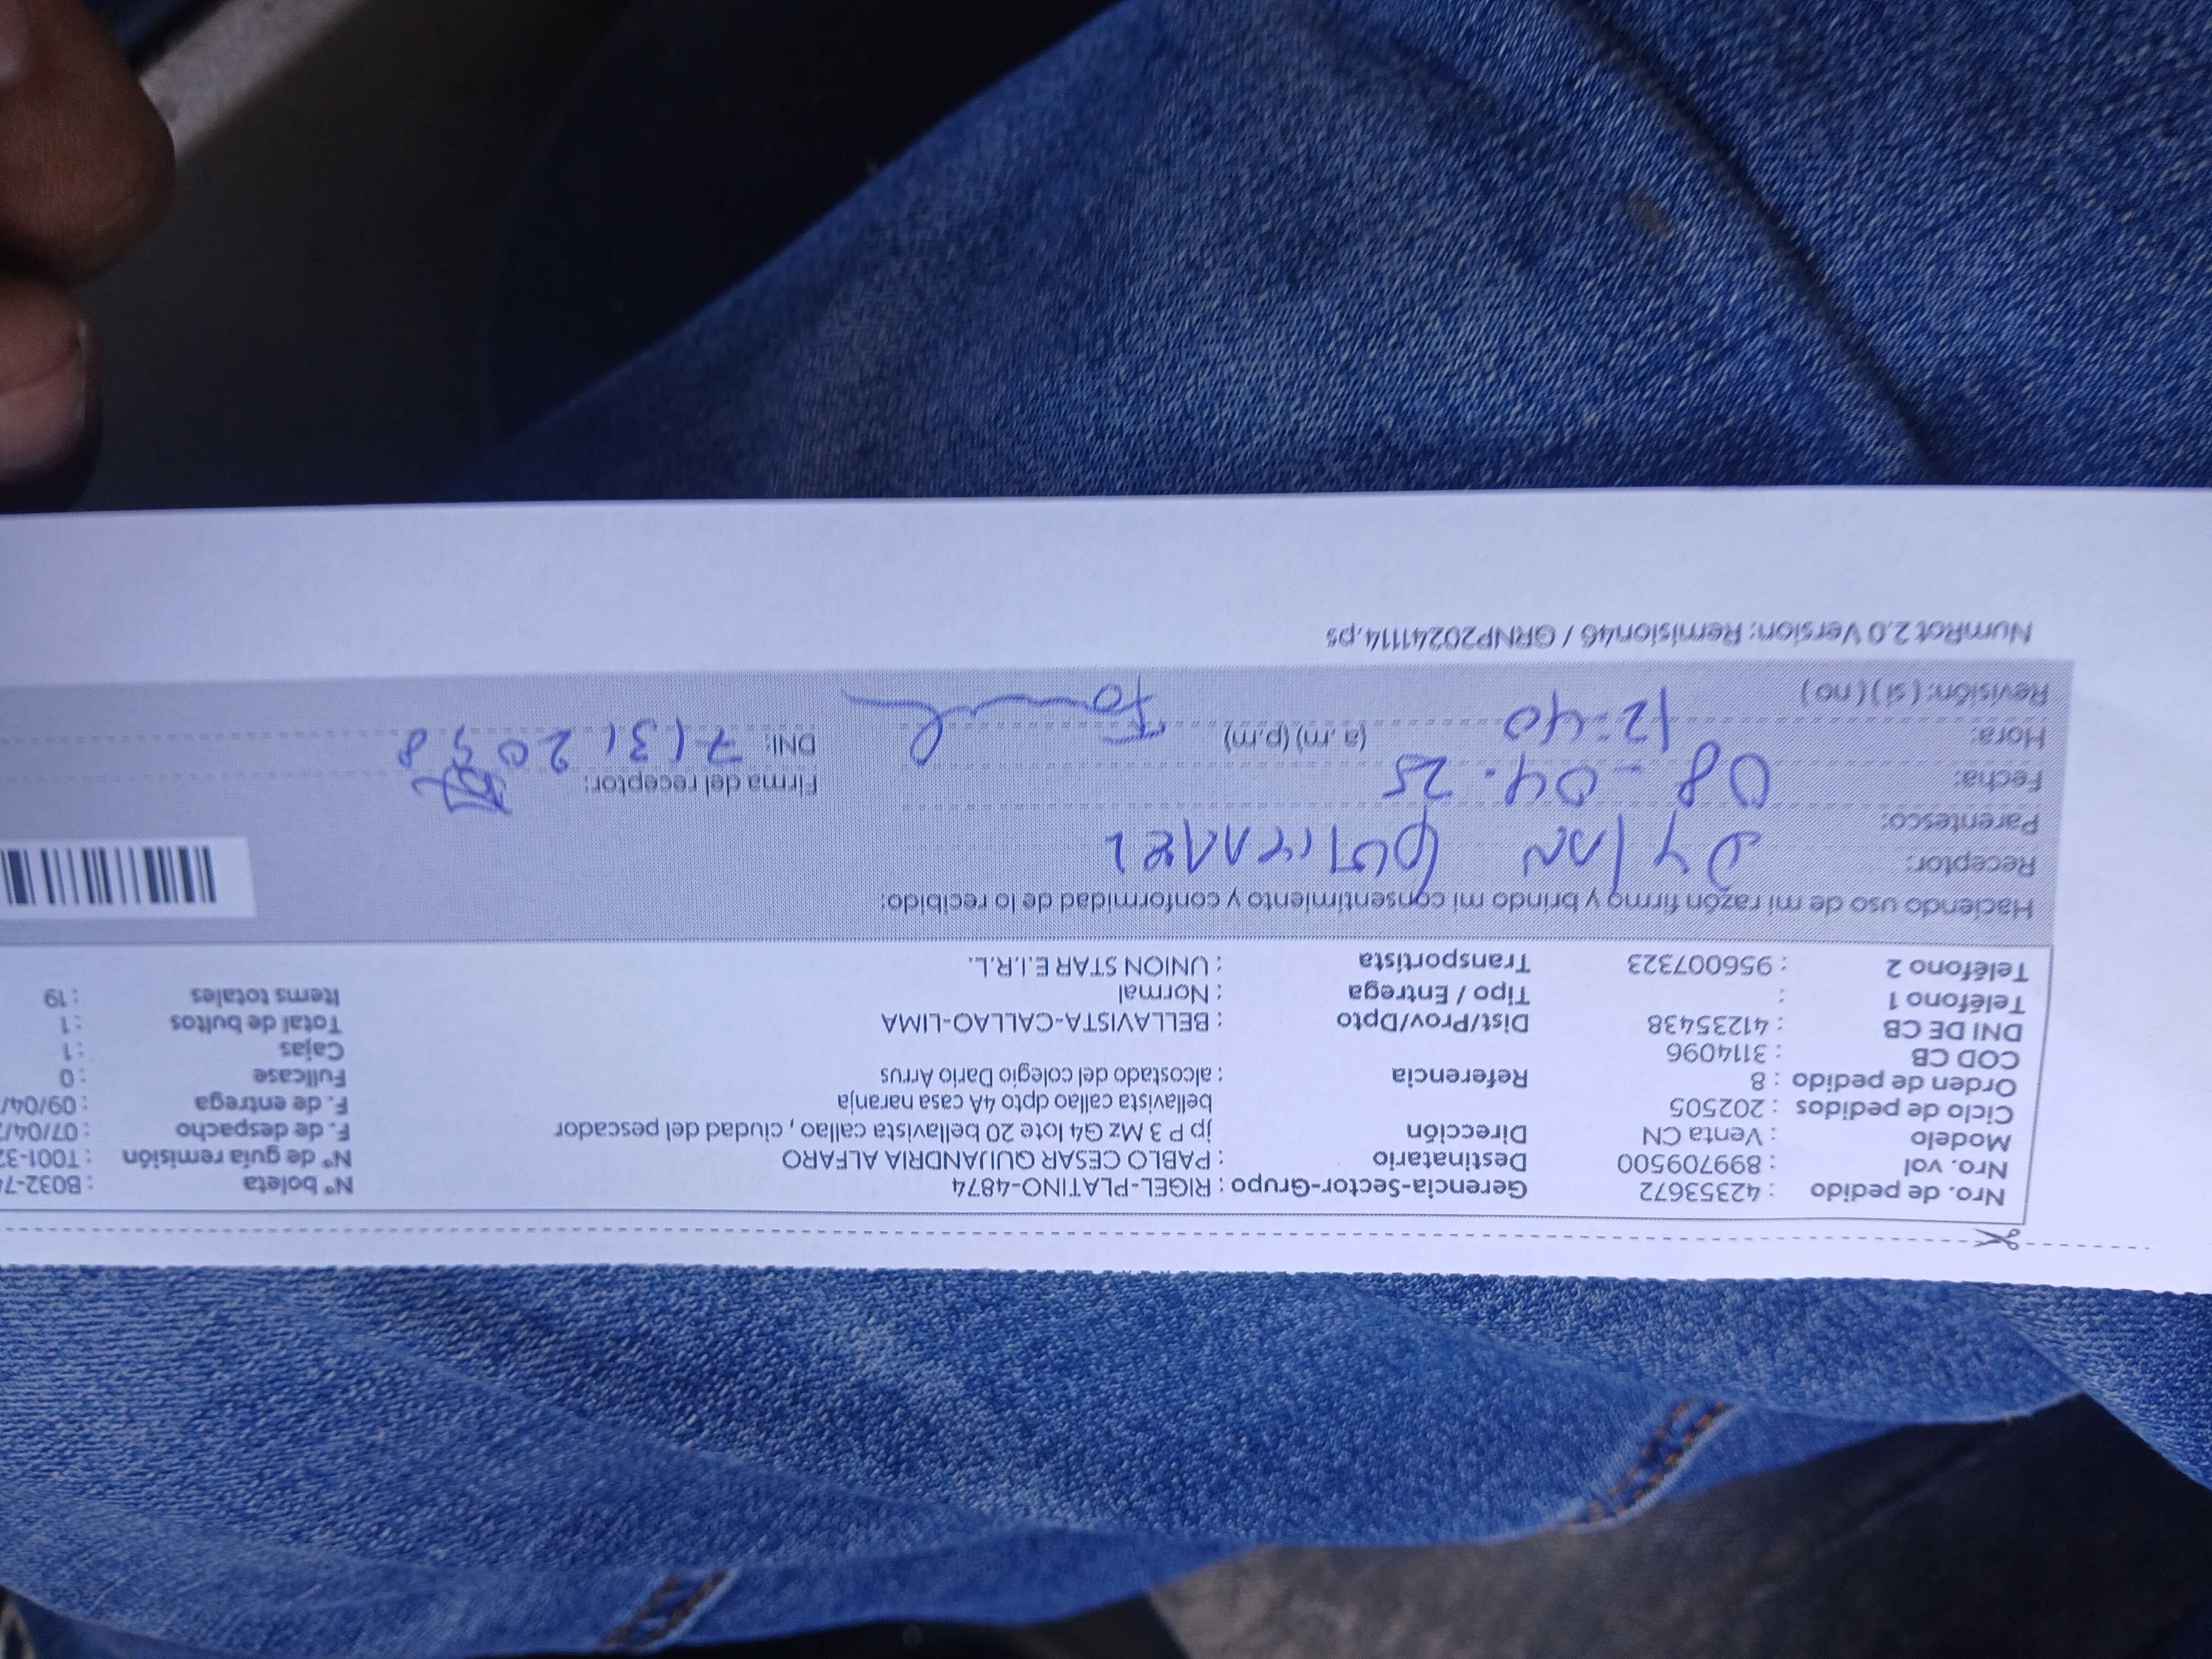 Nro. de pedido : 42353672 Gerencia-Sector-Grupo : RIGEL-PLATINO-4874 N° boleta : B032-7
Nro. vol : 899709500 Destinatario : PABLO CESAR QUIJANDRIA ALFARO N° de guia remisión : T001-3
Modelo : Venta CN Dirección jp P 3 Mz G4 lote 20 bellavista callao , ciudad del pescador F. de despacho : 07/04/
Ciclo de pedidos : 202505 bellavista callao dpto 4A casa naranja F. de entrega : 09/04/
Orden de pedido : 8 Referencia : alcostado del colegio Dario Arrus Fullcase : 0
COD CB : 3114096 Cajas : 1
DNI DE CB : 41235438 Dist/Prov/Dpto : BELLAVISTA-CALLAO-LIMA Total de bultos : 1
Teléfono 1 : Tipo / Entrega : Normal Items totales : 19
Teléfono 2 : 956007323 Transportista : UNION STAR E.I.R.L.
Haciendo uso de mi razón firmo y brindo mi consentimiento y conformidad de lo recibido:
Receptor: Dylan
Parentesco:
Fecha: 08-04.25 Firma del receptor:
Hora: 12:40 (a.m) (p.m) DNI:
Revisión: ( si ) ( no )
NumRot 2.0 Version: Remision46 / GRNP20241114.ps